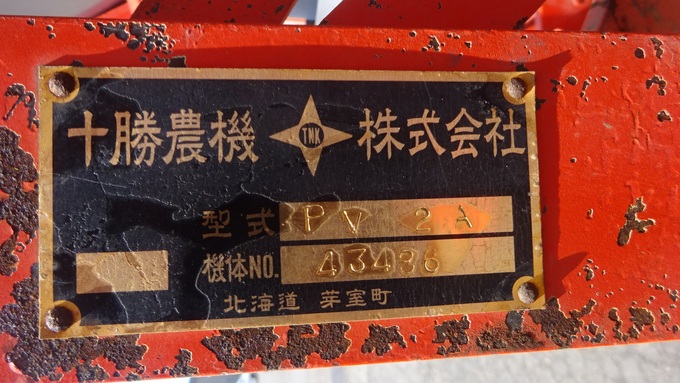 十勝農機 TNK 株式会社
型式 PV 2A
機体NO. 43436
北海道 芽室町